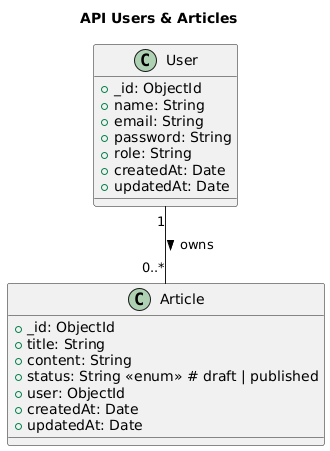 API Users & Articles
C User
_id: ObjectId
name: String
email: String
password: String
role: String
createdAt: Date
updatedAt: Date
1
owns
0..*
C Article
_id: ObjectId
title: String
content: String
status: String «enum» # draft | published
user: ObjectId
createdAt: Date
updatedAt: Date